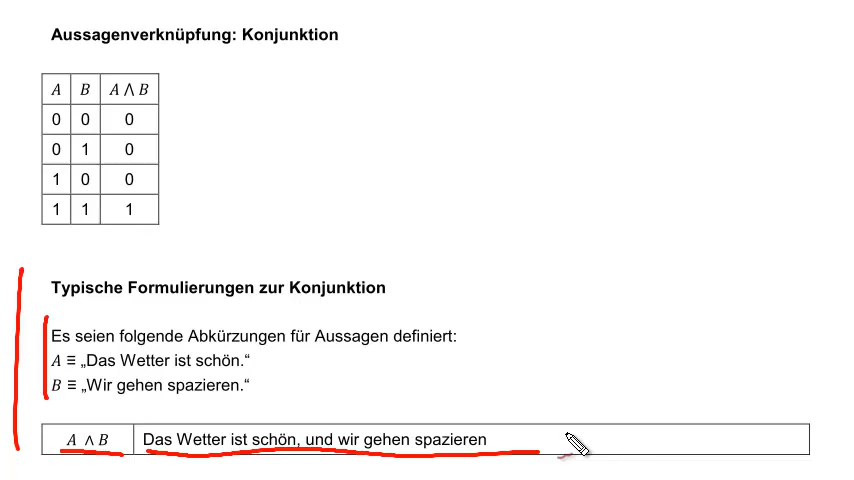 Aussagenverknüpfung: Konjunktion
A B A ∧ B
0 0 0
0 1 0
1 0 0
1 1 1
Typische Formulierungen zur Konjunktion
Es seien folgende Abkürzungen für Aussagen definiert:
A ≡ „Das Wetter ist schön.“
B ≡ „Wir gehen spazieren.“
A ∧ B Das Wetter ist schön, und wir gehen spazieren